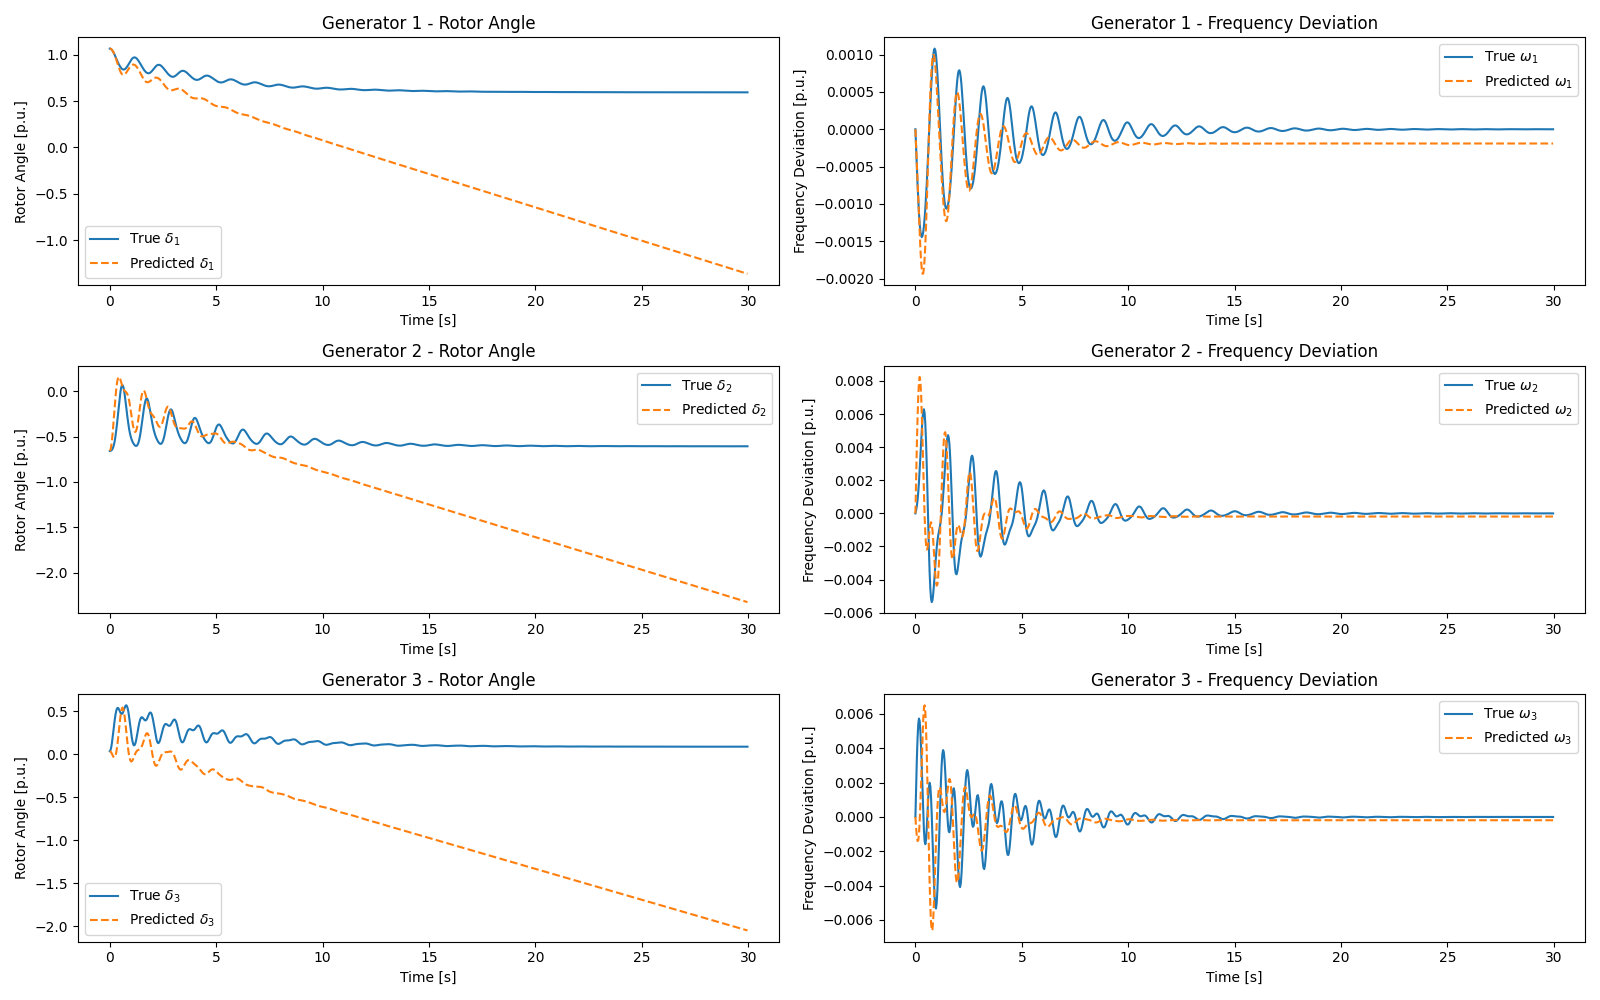 Generator 1 - Rotor Angle
Rotor Angle [p.u.]
1.0
0.5
0.0
−0.5
−1.0
True δ1
Predicted δ1
0 5 10 15 20 25 30
Time [s]
Generator 1 - Frequency Deviation
Frequency Deviation [p.u.]
0.0010
0.0005
0.0000
−0.0005
−0.0010
−0.0015
−0.0020
True ω1
Predicted ω1
0 5 10 15 20 25 30
Time [s]
Generator 2 - Rotor Angle
Rotor Angle [p.u.]
0.0
−0.5
−1.0
−1.5
−2.0
True δ2
Predicted δ2
0 5 10 15 20 25 30
Time [s]
Generator 2 - Frequency Deviation
Frequency Deviation [p.u.]
0.008
0.006
0.004
0.002
0.000
−0.002
−0.004
−0.006
True ω2
Predicted ω2
0 5 10 15 20 25 30
Time [s]
Generator 3 - Rotor Angle
Rotor Angle [p.u.]
0.5
0.0
−0.5
−1.0
−1.5
−2.0
True δ3
Predicted δ3
0 5 10 15 20 25 30
Time [s]
Generator 3 - Frequency Deviation
Frequency Deviation [p.u.]
0.006
0.004
0.002
0.000
−0.002
−0.004
−0.006
True ω3
Predicted ω3
0 5 10 15 20 25 30
Time [s]